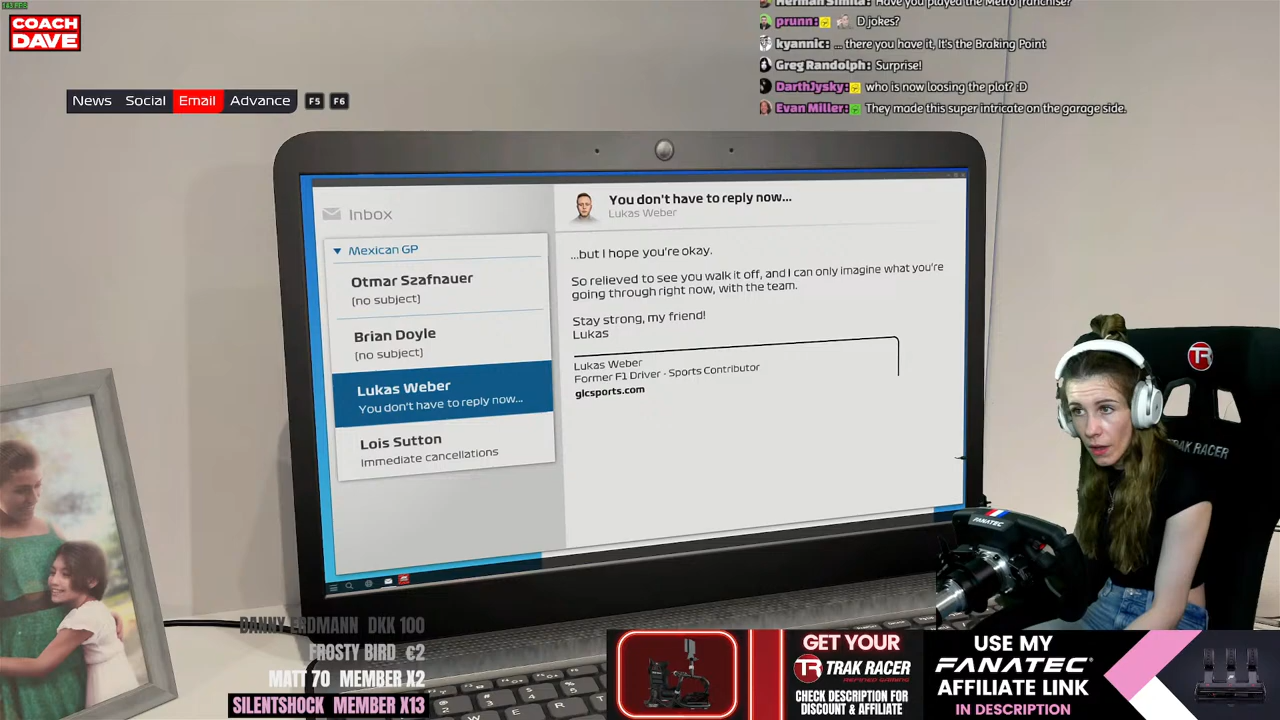 COACH
DAVE
Herman Simila: Have you played the Metro franchise?
prunn: D jokes?
kyannic: ... there you have it, It's the Braking Point
Greg Randolph: Surprise!
DarthJysky: who is now loosing the plot? :D
Evan Miller: They made this super intricate on the garage side.
News Social Email Advance F5 F6
Inbox
Mexican GP
Otmar Szafnauer
(no subject)
Brian Doyle
(no subject)
Lukas Weber
You don't have to reply now...
Lois Sutton
Immediate cancellations
You don't have to reply now...
Lukas Weber
...but I hope you're okay.
So relieved to see you walk it off, and I can only imagine what you're
going through right now, with the team.
Stay strong, my friend!
Lukas
Lukas Weber
Former F1 Driver - Sports Contributor
glcsports.com
TR
TRAK RACER
FANATEC
DANNY ERDMANN DKK 100
FROSTY BIRD €2
MATT 70 MEMBER X2
SILENTSHOCK MEMBER X13
GET YOUR
TR TRAK RACER
REFINED GAMING
CHECK DESCRIPTION FOR
DISCOUNT & AFFILIATE
USE MY
FANATEC®
AFFILIATE LINK
IN DESCRIPTION